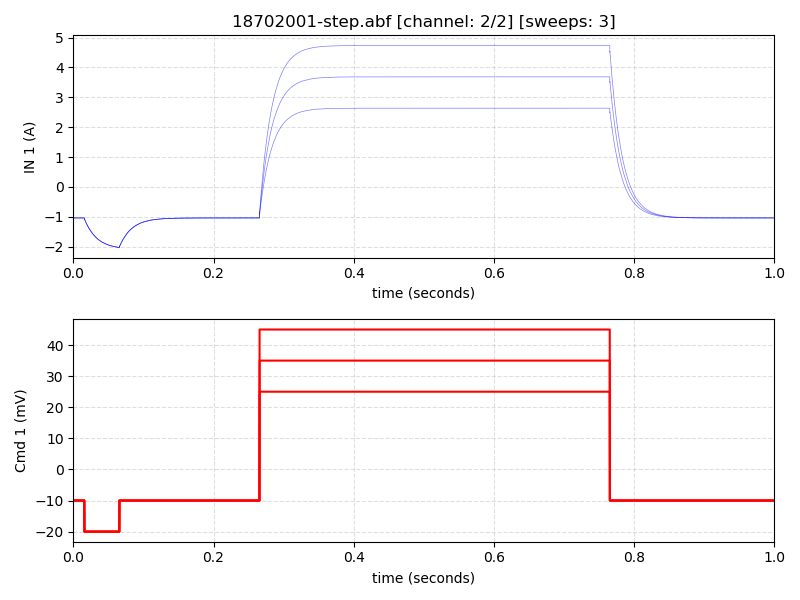 18702001-step.abf [channel: 2/2] [sweeps: 3]
5
4
3
2
1
0
−1
−2
IN 1 (A)
0.0 0.2 0.4 0.6 0.8 1.0
time (seconds)
40
30
20
10
0
−10
−20
Cmd 1 (mV)
0.0 0.2 0.4 0.6 0.8 1.0
time (seconds)